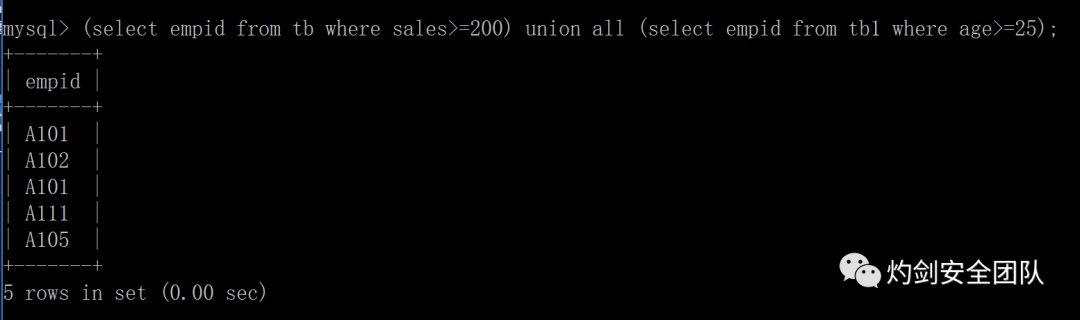 mysql> (select empid from tb where sales>=200) union all (select empid from tb1 where age>=25);
+-------+
| empid |
+-------+
| A101  |
| A102  |
| A101  |
| A111  |
| A105  |
+-------+
5 rows in set (0.00 sec)
灼剑安全团队